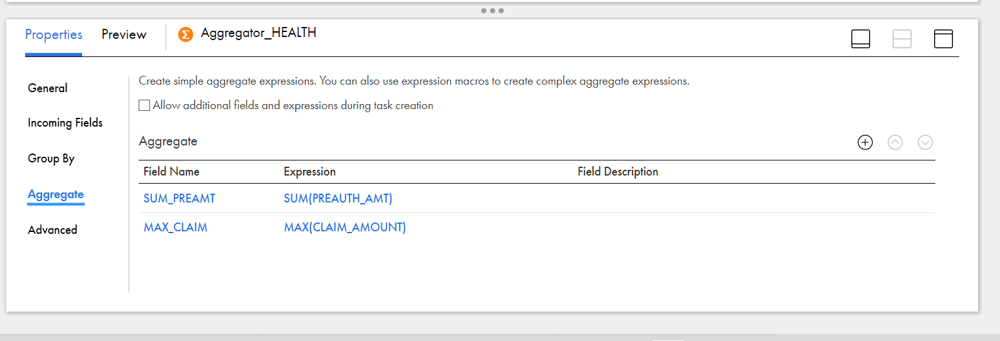 Properties Preview Aggregator_HEALTH
General
Incoming Fields
Group By
Aggregate
Advanced
Create simple aggregate expressions. You can also use expression macros to create complex aggregate expressions.
Allow additional fields and expressions during task creation
Aggregate
Field Name Expression Field Description
SUM_PREAMT SUM(PREAUTH_AMT)
MAX_CLAIM MAX(CLAIM_AMOUNT)